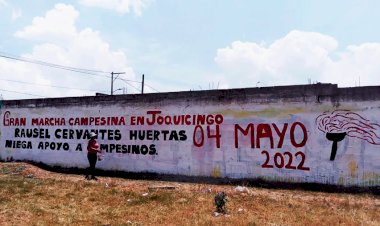 GRAN MARCHA CAMPESINA EN JOQUICINGO
RAUSEL CERVANTES HUERTAS
NIEGA APOYO A CAMPESINOS.
04 MAYO
2022